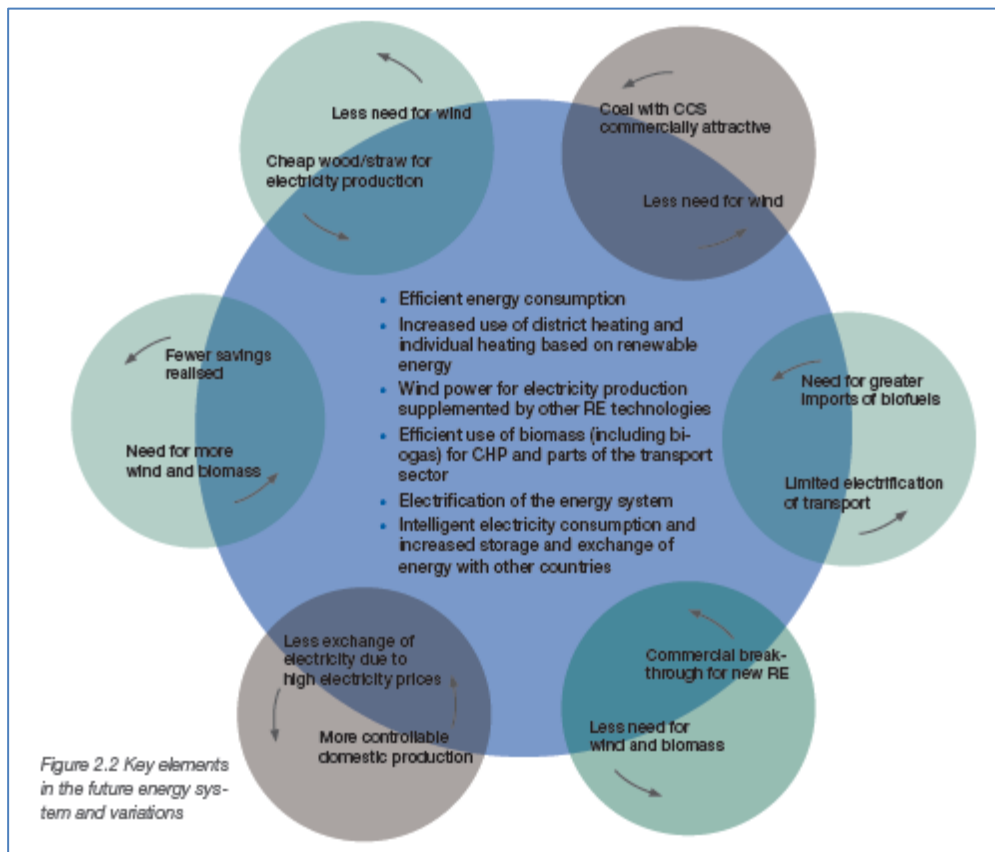 Less need for wind
Cheap wood/straw for
electricity production
Coal with CCS
commercially attractive
Less need for wind
• Efficient energy consumption
• Increased use of district heating and
individual heating based on renewable
energy
• Wind power for electricity production
supplemented by other RE technologies
• Efficient use of biomass (including bi-
ogas) for CHP and parts of the transport
sector
• Electrification of the energy system
• Intelligent electricity consumption and
increased storage and exchange of
energy with other countries
Fewer savings
realised
Need for more
wind and biomass
Need for greater
imports of biofuels
Limited electrification
of transport
Less exchange of
electricity due to
high electricity prices
More controllable
domestic production
Commercial break-
through for new RE
Less need for
wind and biomass
Figure 2.2 Key elements
in the future energy sys-
tem and variations